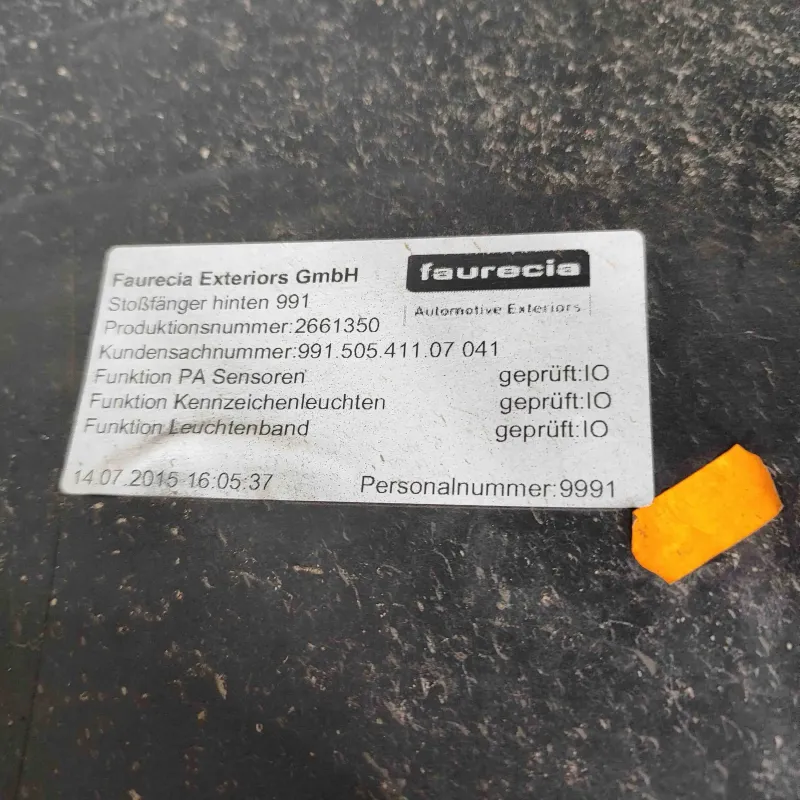 Faurecia Exteriors GmbH
faurecia
Stoßfänger hinten 991
Automotive Exteriors
Produktionsnummer:2661350
Kundensachnummer:991.505.411.07 041
Funktion PA Sensoren geprüft:IO
Funktion Kennzeichenleuchten geprüft:IO
Funktion Leuchtenband geprüft:IO
14.07.2015 16:05:37 Personalnummer:9991